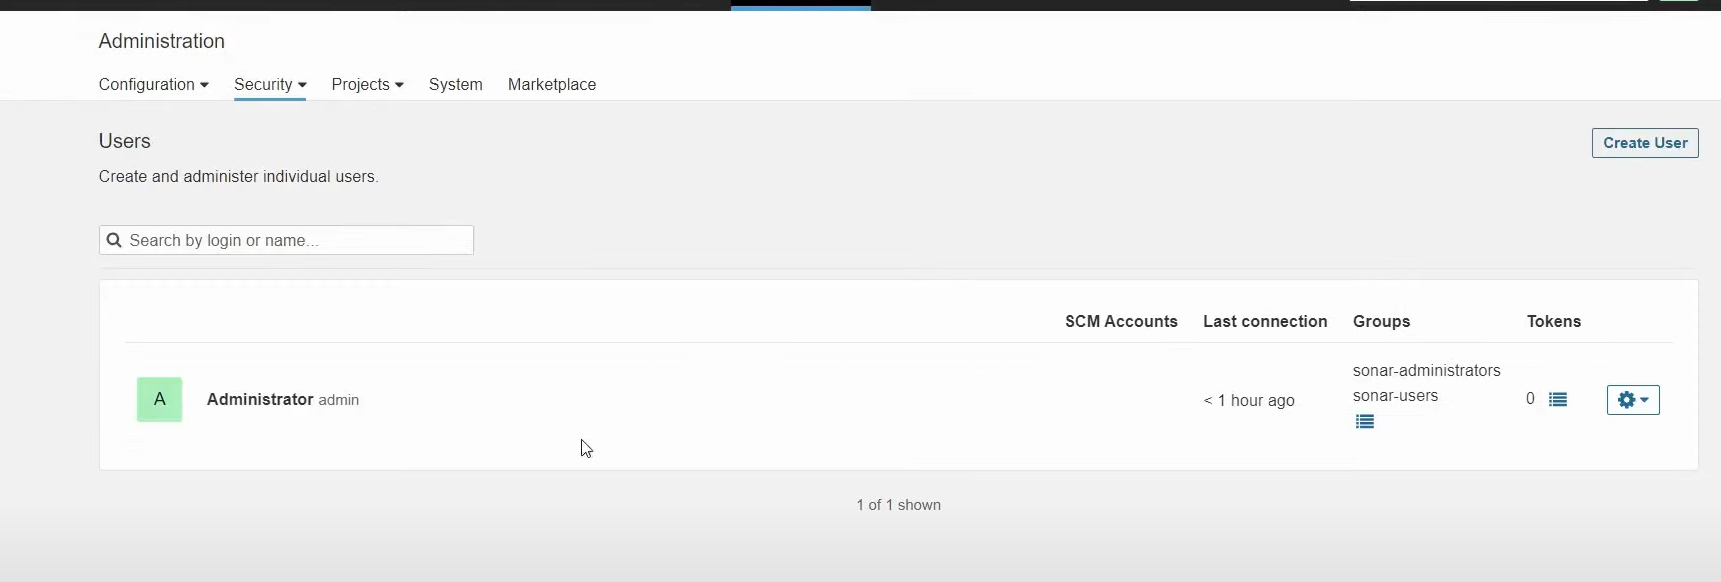 Administration
Configuration Security Projects System Marketplace
Users
Create User
Create and administer individual users.
Search by login or name...
SCM Accounts Last connection Groups Tokens
A Administrator admin < 1 hour ago sonar-administrators 0
sonar-users
1 of 1 shown